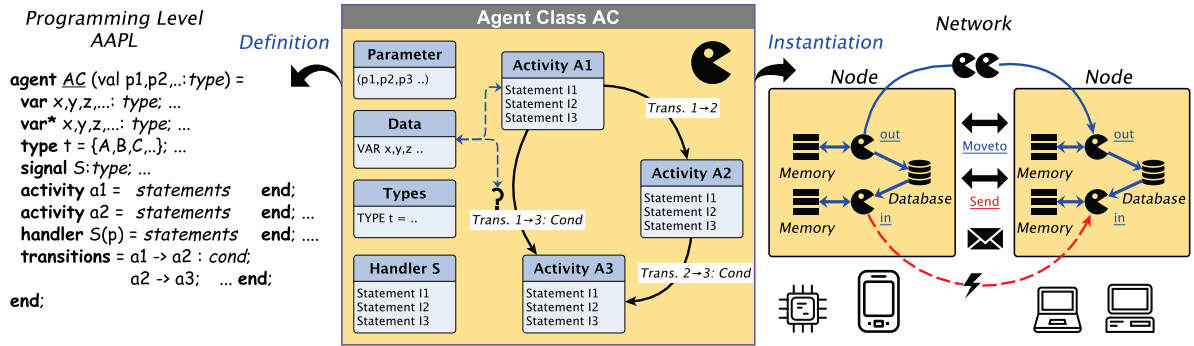 Programming Level
AAPL
agent AC (val p1,p2,..:type) =
var x,y,z,...: type; ...
var* x,y,z,...: type; ...
type t = {A,B,C,..}; ...
signal S:type; ...
activity a1 = statements end;
activity a2 = statements end; ...
handler S(p) = statements end; ....
transitions = a1 -> a2 : cond;
a2 -> a3; ... end;
end;
Definition
Agent Class AC
Parameter
(p1,p2,p3 ..)
Data
VAR x,y,z ..
Types
TYPE t = ..
Handler S
Statement I1
Statement I2
Statement I3
Activity A1
Statement I1
Statement I2
Statement I3
Trans. 1→2
?
Trans. 1→3: Cond
Activity A2
Statement I1
Statement I2
Statement I3
Trans. 2→3: Cond
Activity A3
Statement I1
Statement I2
Statement I3
Instantiation
Network
Node
Memory
out
Database
Memory
in
Moveto
Send
Node
Memory
out
Database
Memory
in